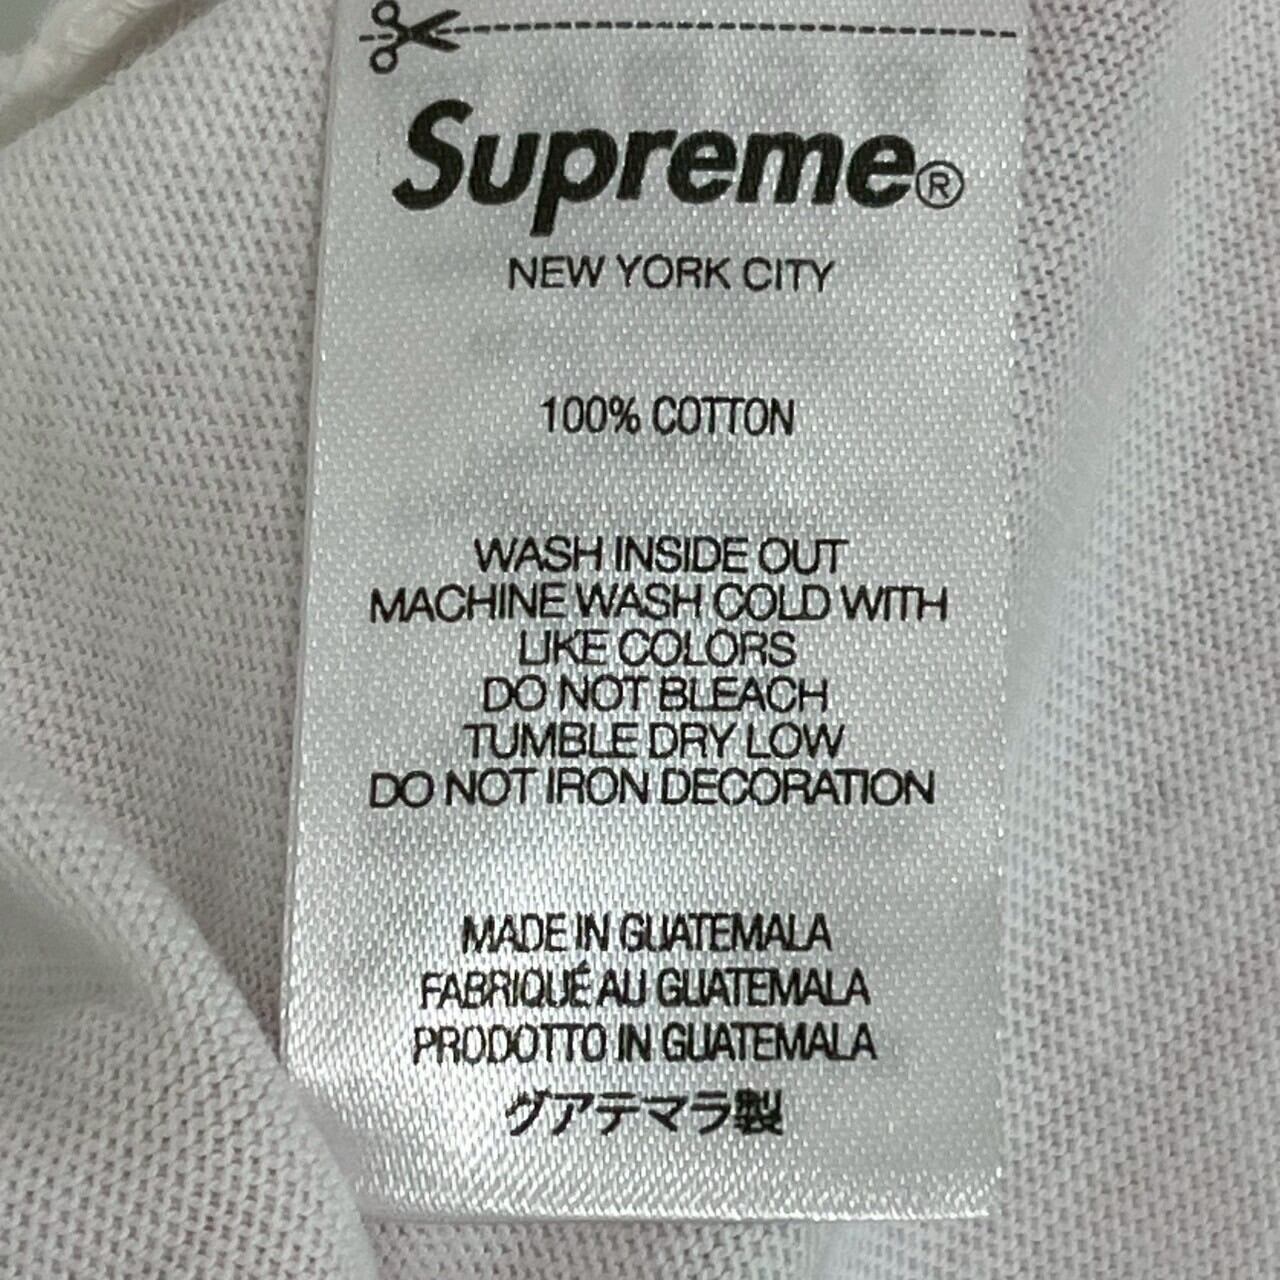 Supreme®
NEW YORK CITY
100% COTTON
WASH INSIDE OUT
MACHINE WASH COLD WITH
LIKE COLORS
DO NOT BLEACH
TUMBLE DRY LOW
DO NOT IRON DECORATION
MADE IN GUATEMALA
FABRIQUÉ AU GUATEMALA
PRODOTTO IN GUATEMALA
グアテマラ製